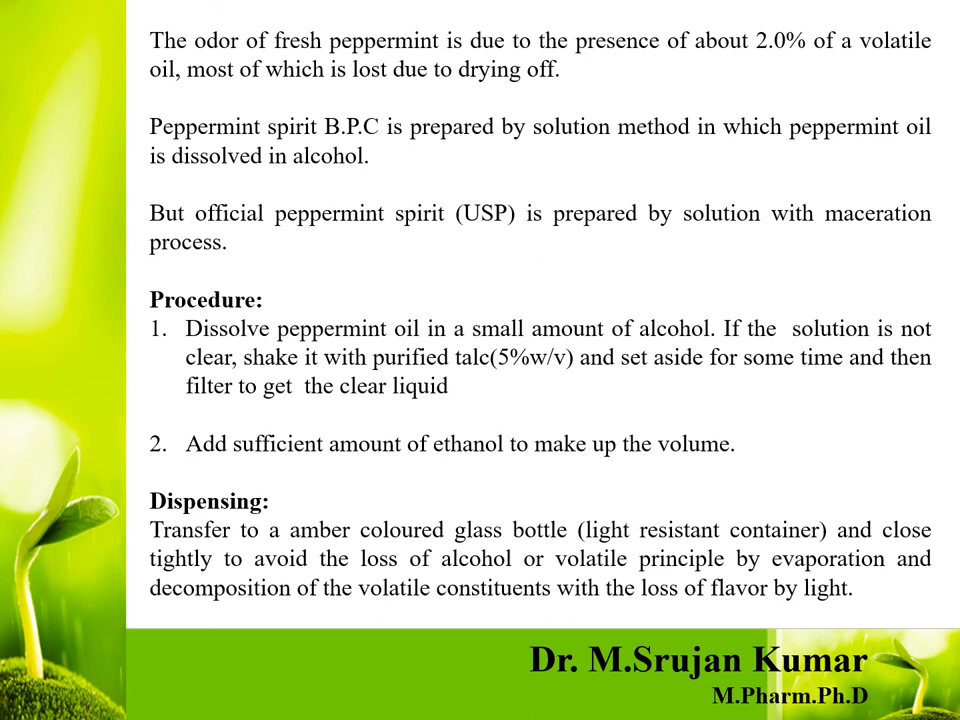 The odor of fresh peppermint is due to the presence of about 2.0% of a volatile
oil, most of which is lost due to drying off.
Peppermint spirit B.P.C is prepared by solution method in which peppermint oil
is dissolved in alcohol.
But official peppermint spirit (USP) is prepared by solution with maceration
process.
Procedure:
1. Dissolve peppermint oil in a small amount of alcohol. If the solution is not
clear, shake it with purified talc(5%w/v) and set aside for some time and then
filter to get the clear liquid
2. Add sufficient amount of ethanol to make up the volume.
Dispensing:
Transfer to a amber coloured glass bottle (light resistant container) and close
tightly to avoid the loss of alcohol or volatile principle by evaporation and
decomposition of the volatile constituents with the loss of flavor by light.
Dr. M.Srujan Kumar
M.Pharm.Ph.D